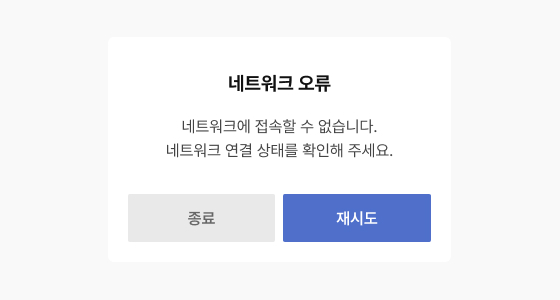 네트워크 오류
네트워크에 접속할 수 없습니다.
네트워크 연결 상태를 확인해 주세요.
종료
재시도